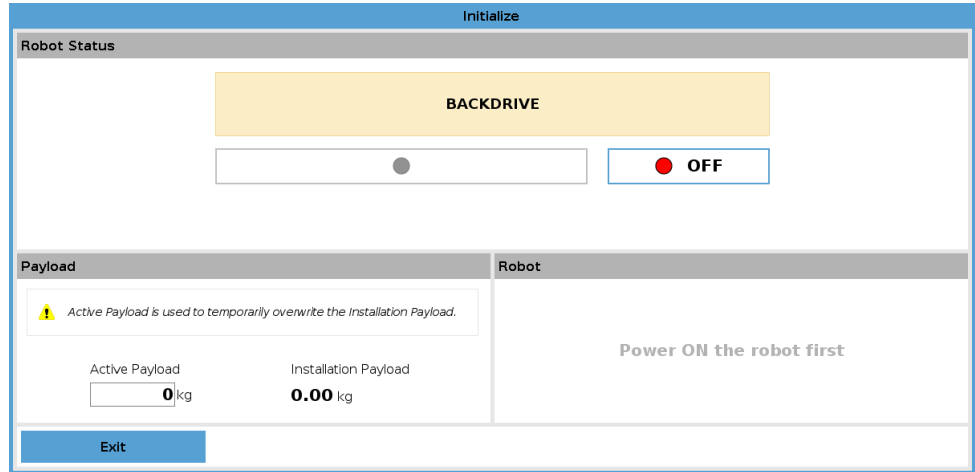 Initialize
Robot Status
BACKDRIVE
OFF
Payload
Robot
Active Payload is used to temporarily overwrite the Installation Payload.
Power ON the robot first
Active Payload
Installation Payload
0 kg
0.00 kg
Exit